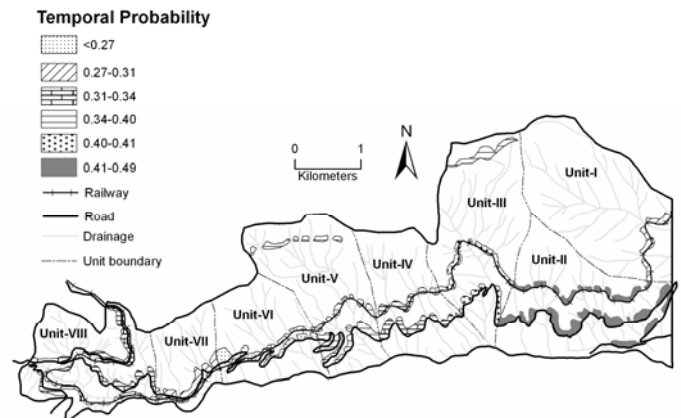 Temporal Probability
<0.27
0.27-0.31
0.31-0.34
0.34-0.40
0.40-0.41
0.41-0.49
Railway
Road
Drainage
Unit boundary
0 1
Kilometers
N
Unit-I
Unit-III
Unit-II
Unit-IV
Unit-V
Unit-VI
Unit-VII
Unit-VIII